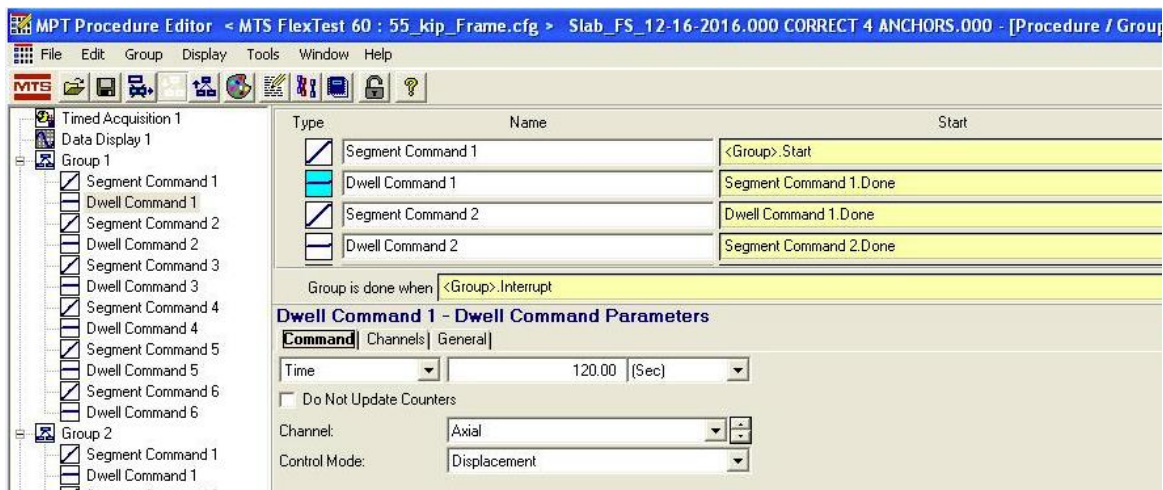 MPT Procedure Editor < MTS FlexTest 60 : 55_kip_Frame.cfg > Slab_FS_12-16-2016.000 CORRECT 4 ANCHORS.000 - [Procedure / Group
File Edit Group Display Tools Window Help
MTS
Timed Acquisition 1
Data Display 1
Group 1
Segment Command 1
Dwell Command 1
Segment Command 2
Dwell Command 2
Segment Command 3
Dwell Command 3
Segment Command 4
Dwell Command 4
Segment Command 5
Dwell Command 5
Segment Command 6
Dwell Command 6
Group 2
Segment Command 1
Dwell Command 1
Type Name Start
Segment Command 1 <Group>.Start
Dwell Command 1 Segment Command 1.Done
Segment Command 2 Dwell Command 1.Done
Dwell Command 2 Segment Command 2.Done
Group is done when <Group>.Interrupt
Dwell Command 1 - Dwell Command Parameters
Command Channels General
Time 120.00 (Sec)
Do Not Update Counters
Channel: Axial
Control Mode: Displacement